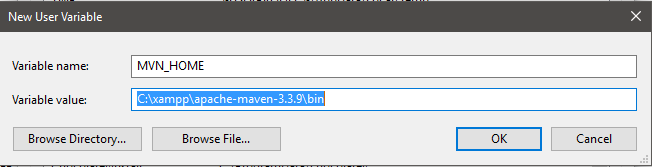 New User Variable
Variable name:
MVN_HOME
Variable value:
C:\xampp\apache-maven-3.3.9\bin
Browse Directory...
Browse File...
OK
Cancel